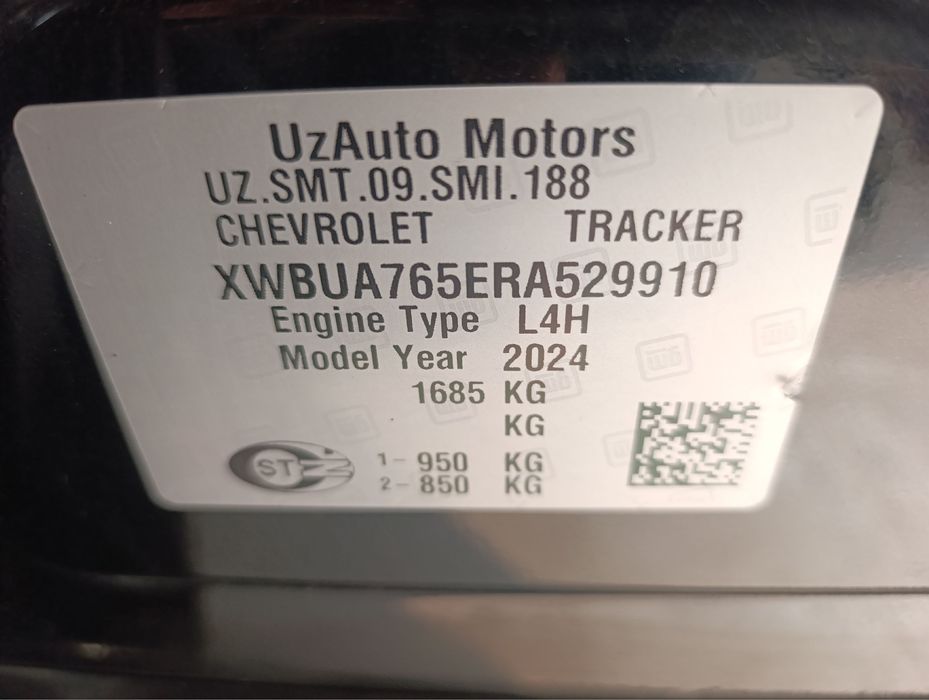 UzAuto Motors
UZ.SMT.09.SMI.188
CHEVROLET TRACKER
XWBUA765ERA529910
Engine Type L4H
Model Year 2024
1685 KG
KG
1- 950 KG
2- 850 KG
ST